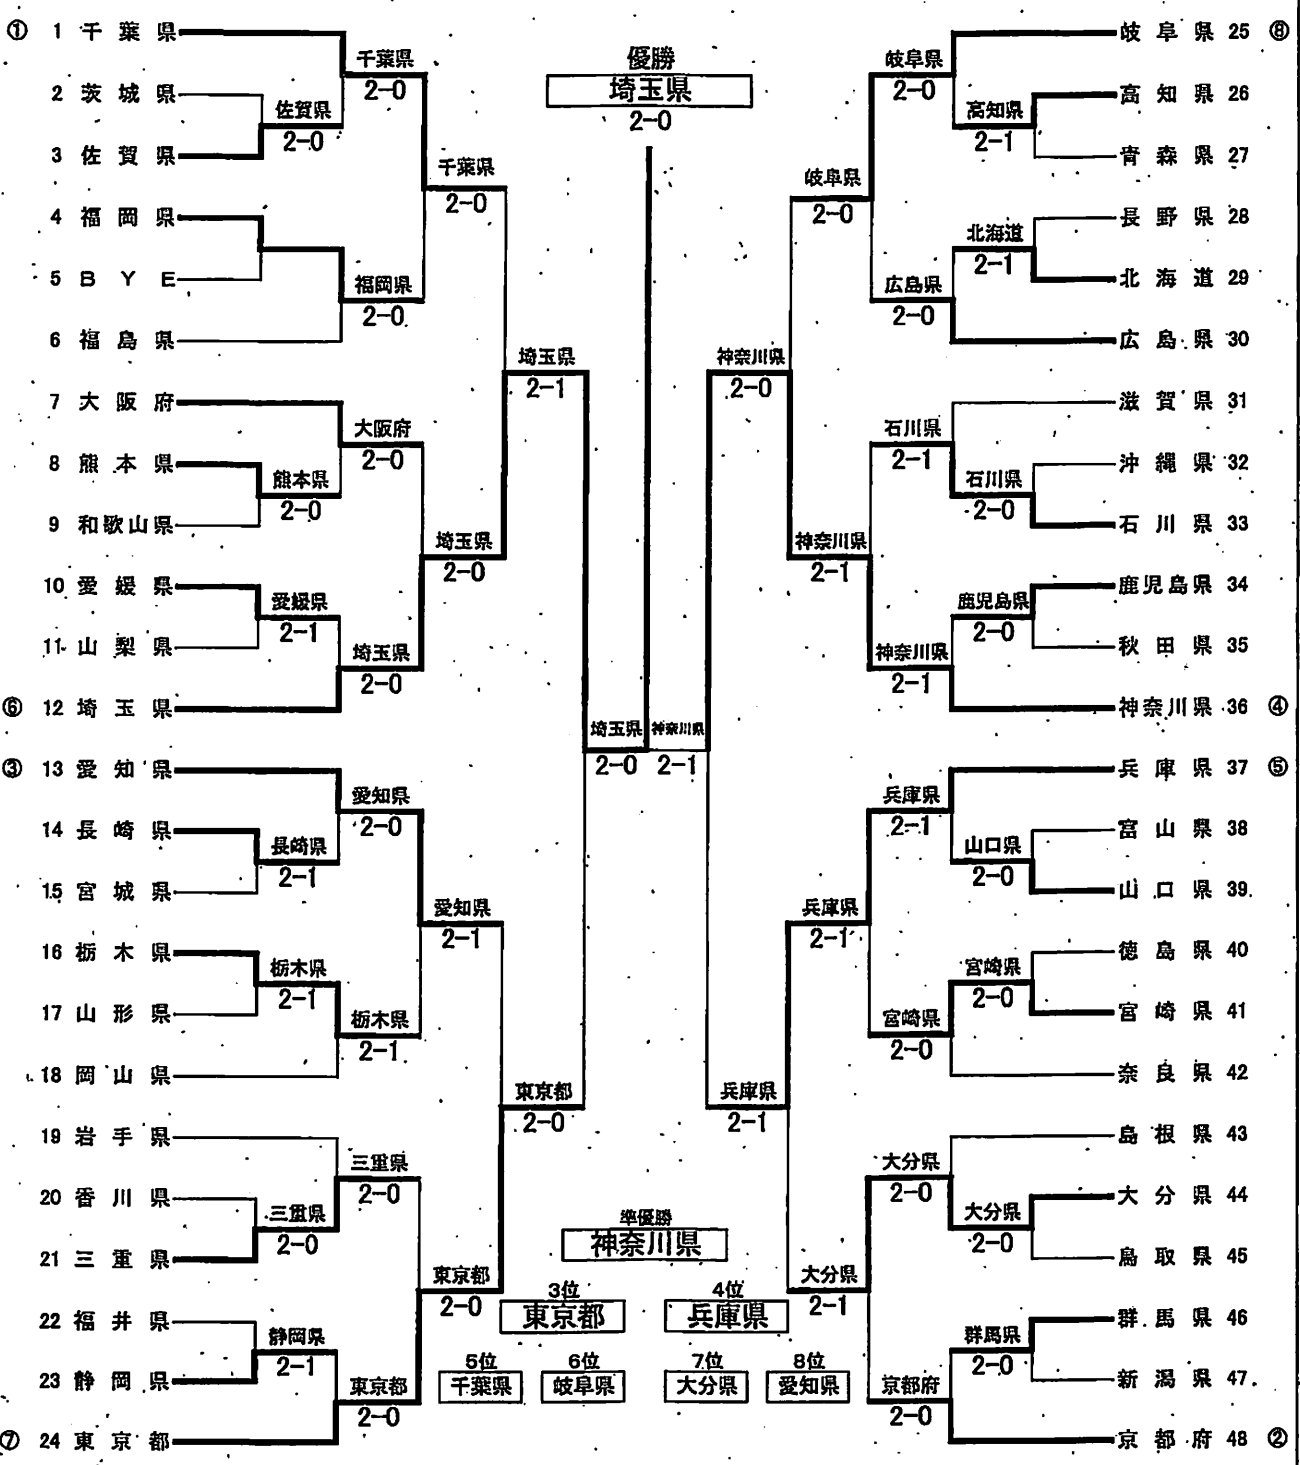 ① 1 千葉県
2 茨城県
3 佐賀県
4 福岡県
5 BYE
6 福島県
7 大阪府
8 熊本県
9 和歌山県
10 愛媛県
11 山梨県
⑥ 12 埼玉県
③ 13 愛知県
14 長崎県
15 宮城県
16 栃木県
17 山形県
18 岡山県
19 岩手県
20 香川県
21 三重県
22 福井県
23 静岡県
⑦ 24 東京都
佐賀県
2-0
熊本県
2-0
愛媛県
2-1
長崎県
2-1
栃木県
2-1
三重県
2-0
静岡県
2-1
千葉県
2-0
福岡県
2-0
大阪府
2-0
埼玉県
2-0
愛知県
2-0
栃木県
2-1
三重県
2-0
東京都
2-0
千葉県
2-0
埼玉県
2-0
愛知県
2-1
東京都
2-0
埼玉県
2-1
東京都
2-0
優勝
埼玉県
2-0
埼玉県
2-0
神奈川県
2-1
準優勝
神奈川県
3位
東京都
4位
兵庫県
5位
千葉県
6位
岐阜県
7位
大分県
8位
愛知県
神奈川県
2-0
兵庫県
2-1
岐阜県
2-0
神奈川県
2-1
兵庫県
2-1
大分県
2-1
岐阜県
2-0
広島県
2-0
石川県
2-1
神奈川県
2-1
兵庫県
2-1
宮崎県
2-0
大分県
2-0
京都府
2-0
高知県
2-1
北海道
2-1
石川県
2-0
鹿児島県
2-0
山口県
2-0
宮崎県
2-0
大分県
2-0
群馬県
2-0
岐阜県 25 ⑧
高知県 26
青森県 27
長野県 28
北海道 29
広島県 30
滋賀県 31
沖縄県 32
石川県 33
鹿児島県 34
秋田県 35
神奈川県 36 ④
兵庫県 37 ⑤
富山県 38
山口県 39
徳島県 40
宮崎県 41
奈良県 42
島根県 43
大分県 44
鳥取県 45
群馬県 46
新潟県 47
京都府 48 ②